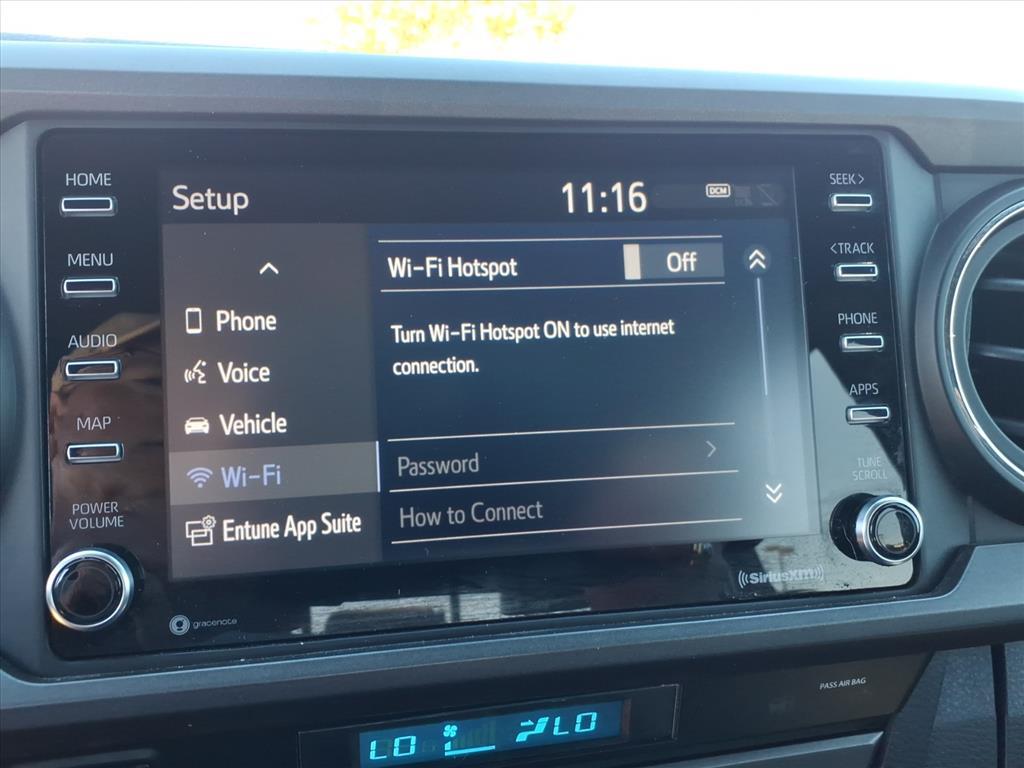 HOME
MENU
AUDIO
MAP
POWER
VOLUME
gracenote
Setup
11:16
DCM
Phone
Voice
Vehicle
Wi-Fi
Entune App Suite
Wi-Fi Hotspot
Off
Turn Wi-Fi Hotspot ON to use internet
connection.
Password
How to Connect
SEEK>
<TRACK
PHONE
APPS
TUNE
SCROLL
((SiriusXM))
PASS AIR BAG
LO
LO